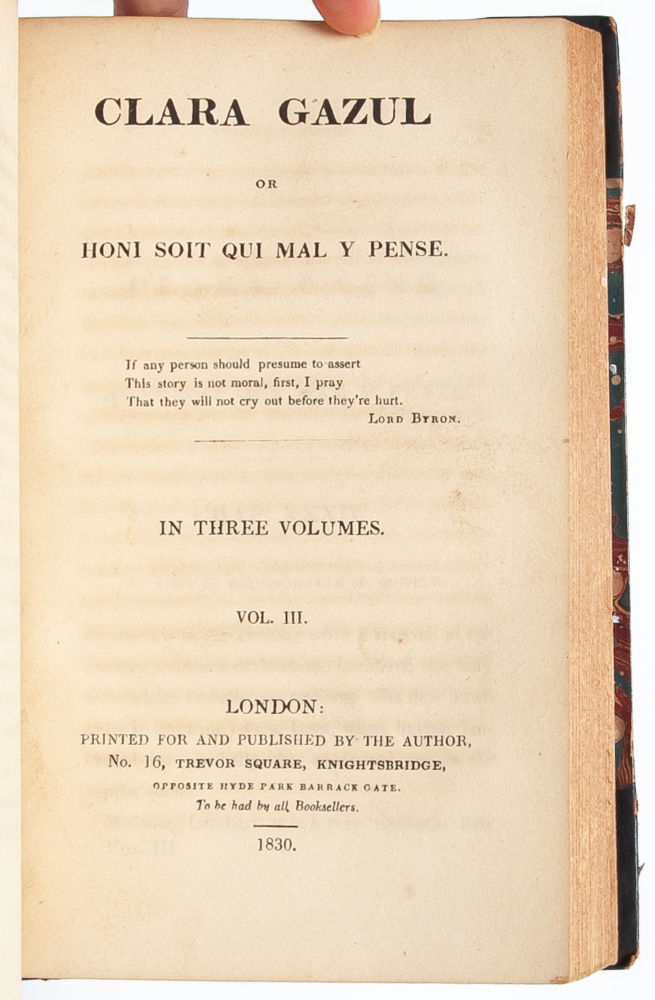 CLARA GAZUL
OR
HONI SOIT QUI MAL Y PENSE.
If any person should presume to assert
This story is not moral, first, I pray
That they will not cry out before they're hurt.
LORD BYRON.
IN THREE VOLUMES.
VOL. III.
LONDON:
PRINTED FOR AND PUBLISHED BY THE AUTHOR,
No. 16, TREVOR SQUARE, KNIGHTSBRIDGE,
OPPOSITE HYDE PARK BARRACK GATE.
To be had by all Booksellers.
1830.